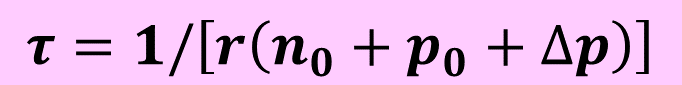 τ = 1/[r(n₀ + p₀ + Δp)]